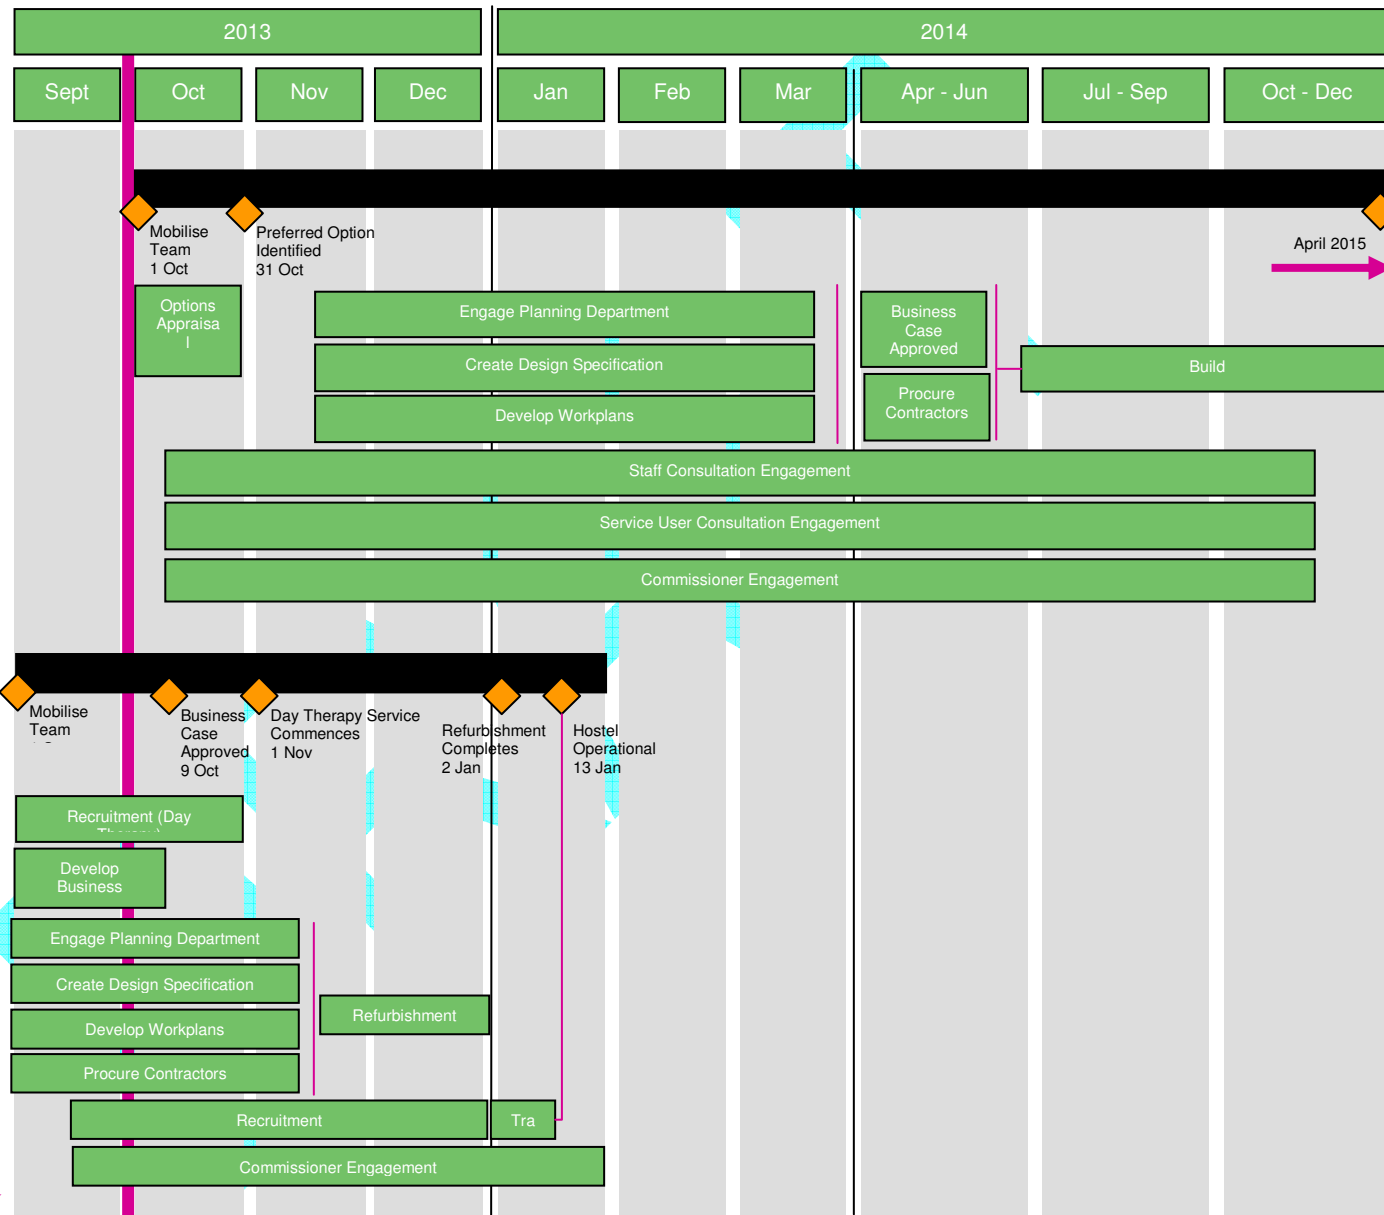 2013
2014
Sept
Oct
Nov
Dec
Jan
Feb
Mar
Apr - Jun
Jul - Sep
Oct - Dec
Mobilise
Team
1 Oct
Preferred Option
Identified
31 Oct
April 2015
Options
Appraisa
l
Engage Planning Department
Create Design Specification
Develop Workplans
Business
Case
Approved
Procure
Contractors
Build
Staff Consultation Engagement
Service User Consultation Engagement
Commissioner Engagement
Mobilise
Team
Business
Case
Approved
9 Oct
Day Therapy Service
Commences
1 Nov
Refurbishment
Completes
2 Jan
Hostel
Operational
13 Jan
Recruitment (Day
Develop
Business
Engage Planning Department
Create Design Specification
Develop Workplans
Procure Contractors
Refurbishment
Recruitment
Tra
Commissioner Engagement